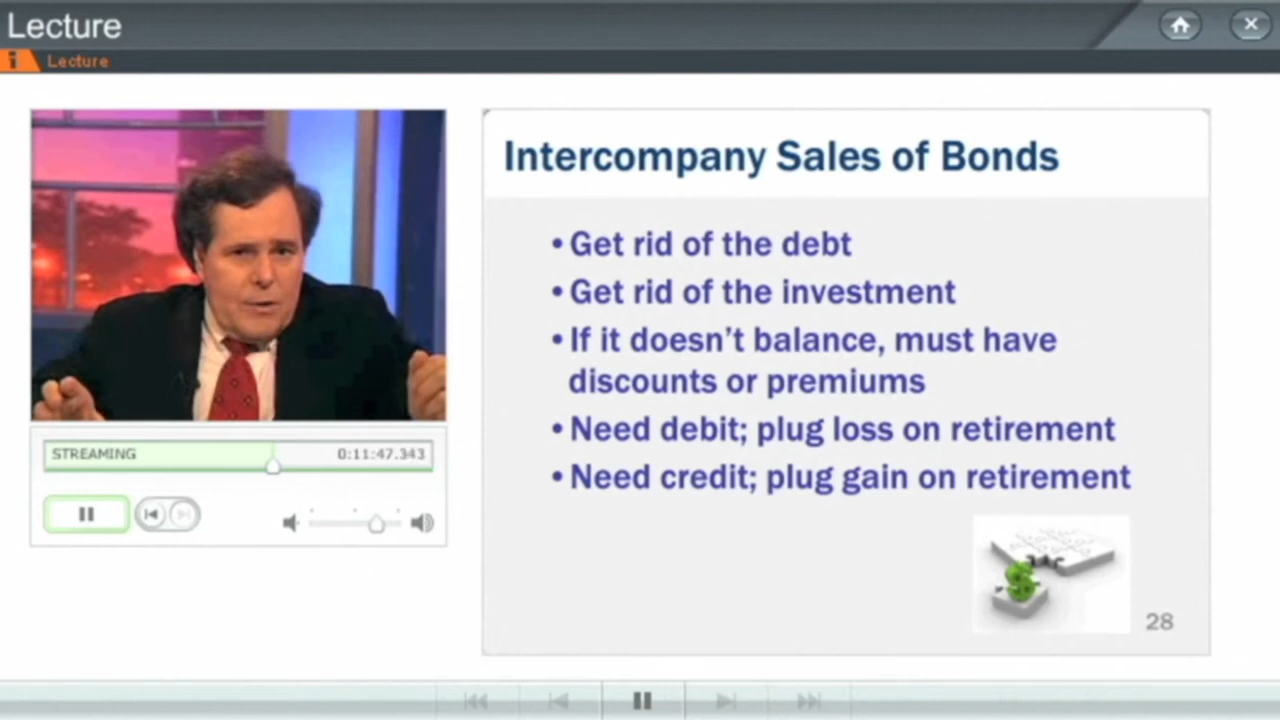 Lecture
i Lecture
Intercompany Sales of Bonds
•Get rid of the debt
•Get rid of the investment
•If it doesn't balance, must have
discounts or premiums
•Need debit; plug loss on retirement
•Need credit; plug gain on retirement
STREAMING 0:11:47.343
$
28